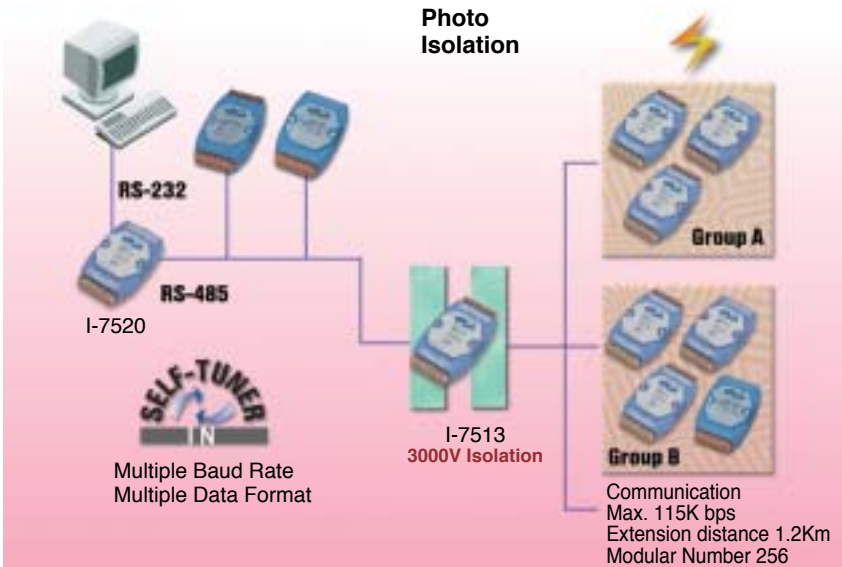 Photo
Isolation
RS-232
RS-485
I-7520
Group A
SELF-TUNER
IN
Multiple Baud Rate
Multiple Data Format
I-7513
3000V Isolation
Group B
Communication
Max. 115K bps
Extension distance 1.2Km
Modular Number 256